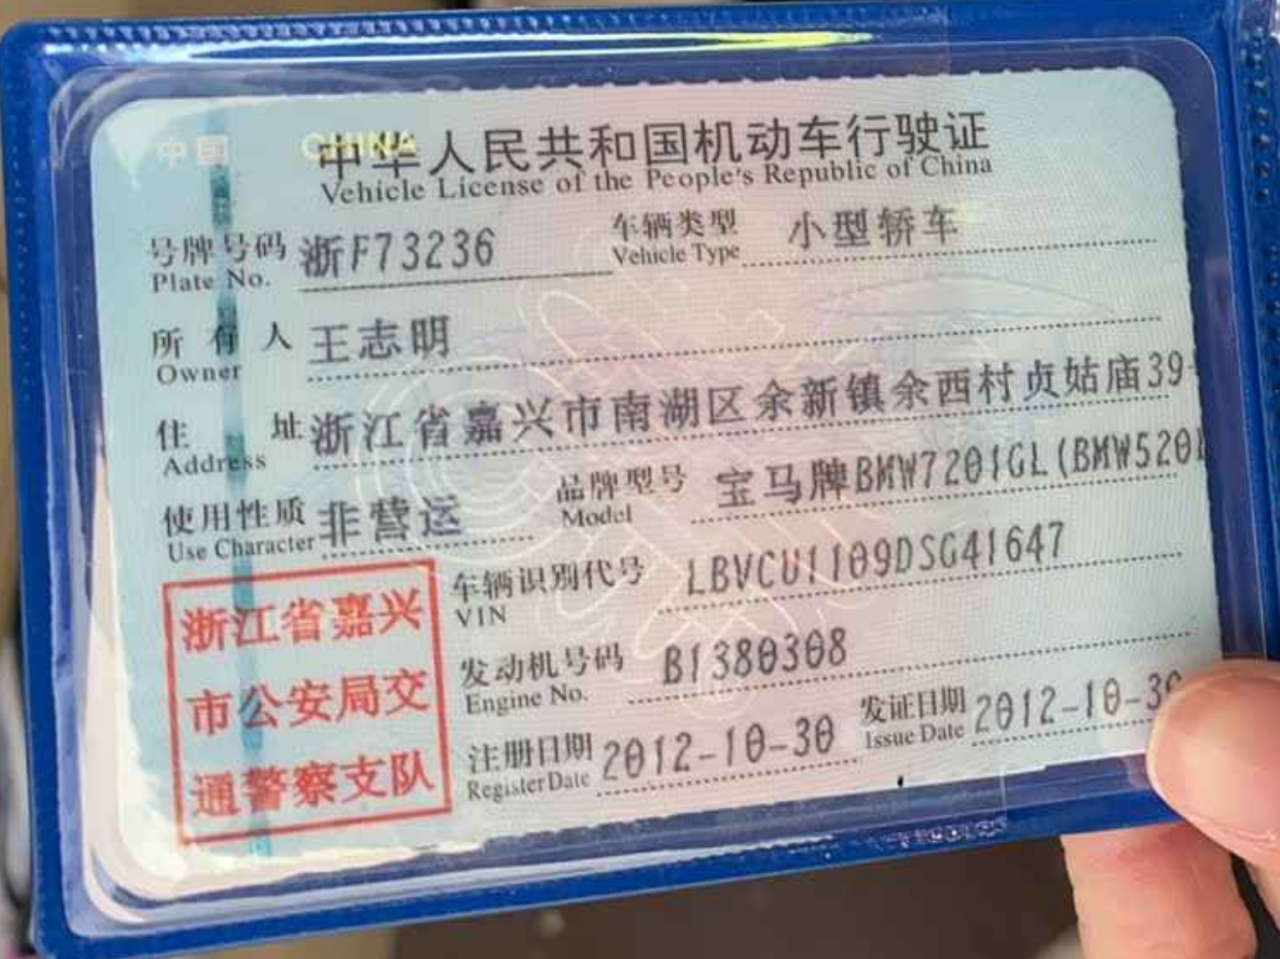 中国 CHINA
中华人民共和国机动车行驶证
Vehicle License of the People's Republic of China
号牌号码 浙F73236 车辆类型 小型轿车
Plate No. Vehicle Type
所有人 王志明
Owner
住址 浙江省嘉兴市南湖区余新镇余西村贞姑庙39
Address
使用性质 非营运 品牌型号 宝马牌BMW7201GL(BMW520
Use Character Model
浙江省嘉兴
市公安局交
通警察支队
车辆识别代号 LBVCU1109DSG41647
VIN
发动机号码 B1380308
Engine No.
注册日期 2012-10-30 发证日期 2012-10-30
Register Date Issue Date